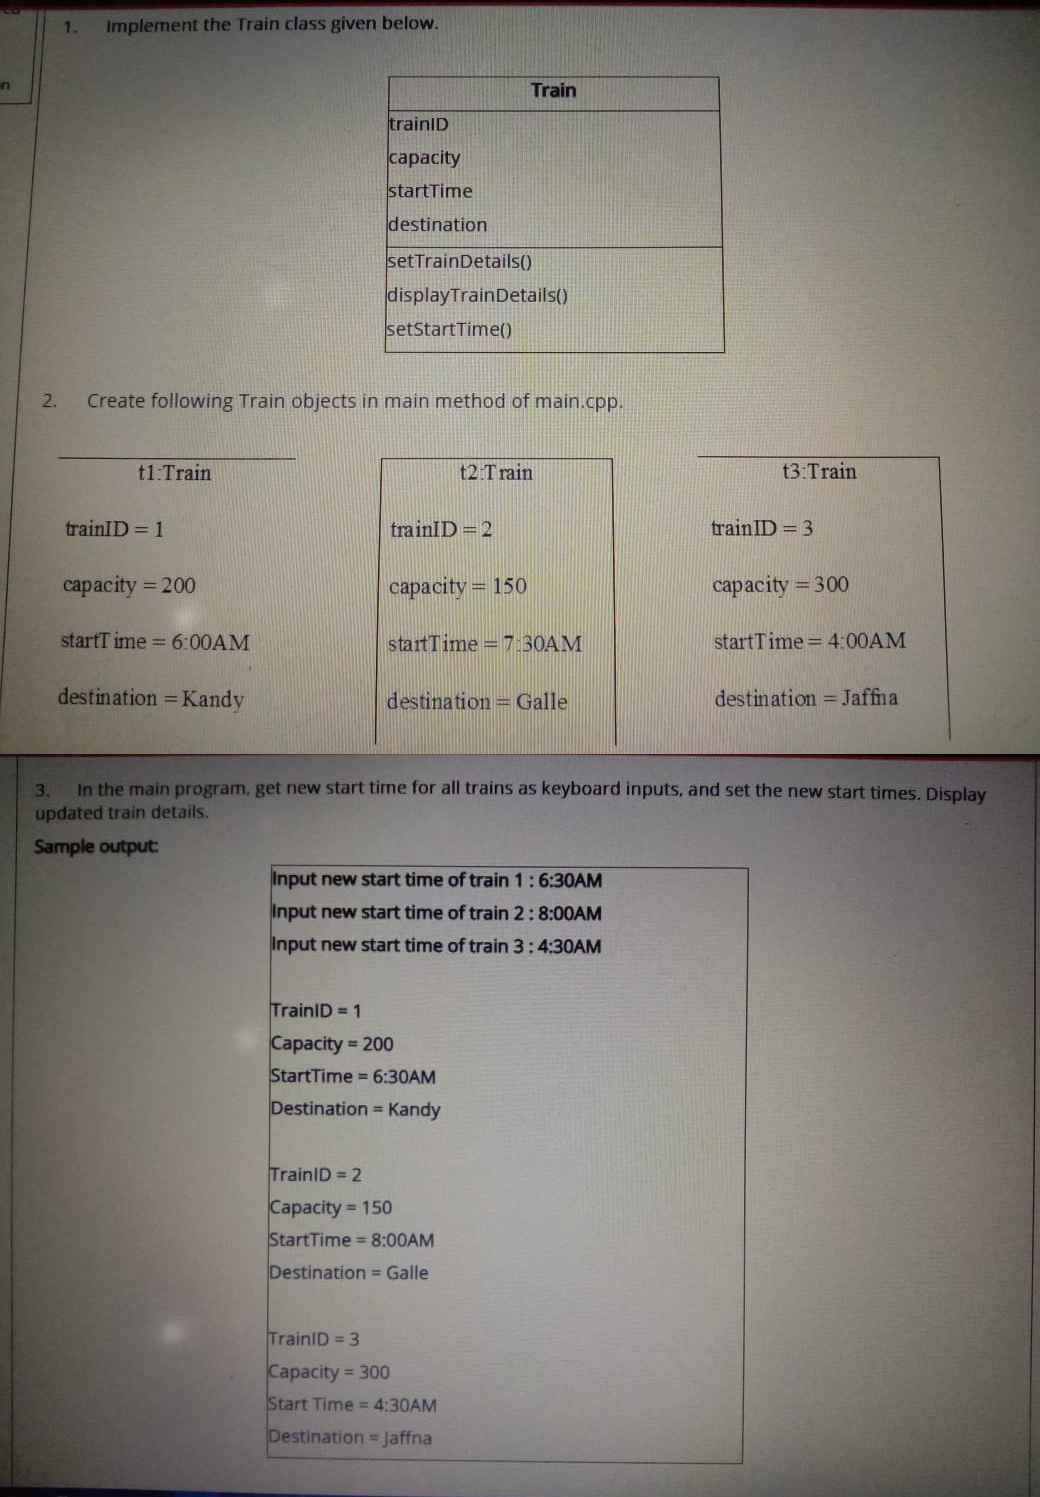 1. Implement the Train class given below.
Train
trainID
capacity
startTime
destination
setTrainDetails()
displayTrainDetails()
setStartTime()
2. Create following Train objects in main method of main.cpp.
t1:Train
trainID = 1
capacity = 200
startTime = 6:00AM
destination = Kandy
t2:Train
trainID = 2
capacity = 150
startTime = 7:30AM
destination = Galle
t3:Train
trainID = 3
capacity = 300
startTime = 4:00AM
destination = Jaffna
3. In the main program, get new start time for all trains as keyboard inputs, and set the new start times. Display
updated train details.
Sample output:
Input new start time of train 1 : 6:30AM
Input new start time of train 2 : 8:00AM
Input new start time of train 3 : 4:30AM
TrainID = 1
Capacity = 200
StartTime = 6:30AM
Destination = Kandy
TrainID = 2
Capacity = 150
StartTime = 8:00AM
Destination = Galle
TrainID = 3
Capacity = 300
Start Time = 4:30AM
Destination = Jaffna